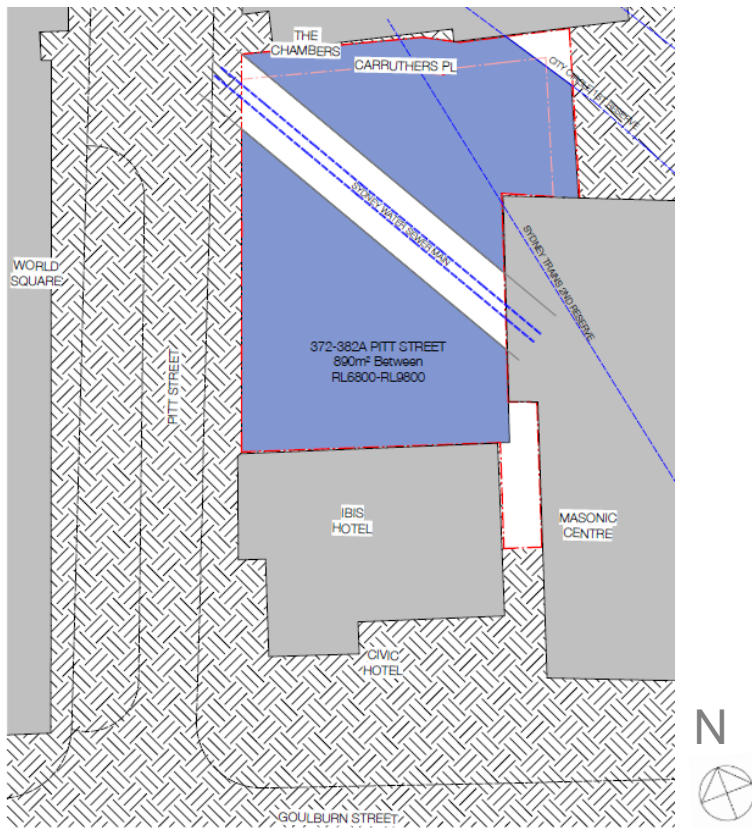 THE
CHAMBERS
CARRUTHERS PL
CITY CIRCLE 1ST RESERVE
SYDNEY WATER SEWER MAIN
SYDNEY TRAINS 2ND RESERVE
WORLD
SQUARE
PITT STREET
372-382A PITT STREET
890m² Between
RL6800-RL9800
IBIS
HOTEL
MASONIC
CENTRE
CIVIC
HOTEL
N
GOULBURN STREET